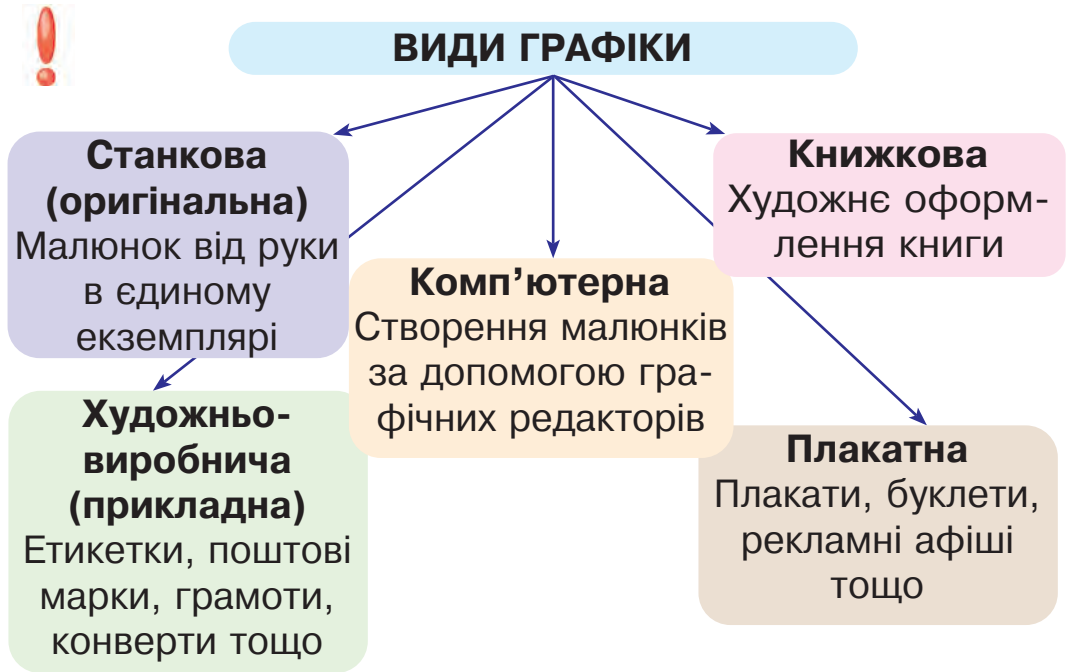 ВИДИ ГРАФІКИ
Станкова
(оригінальна)
Малюнок від руки
в єдиному
екземплярі
Книжкова
Художнє оформ-
лення книги
Комп’ютерна
Створення малюнків
за допомогою гра-
фічних редакторів
Художньо-
виробнича
(прикладна)
Етикетки, поштові
марки, грамоти,
конверти тощо
Плакатна
Плакати, буклети,
рекламні афіші
тощо